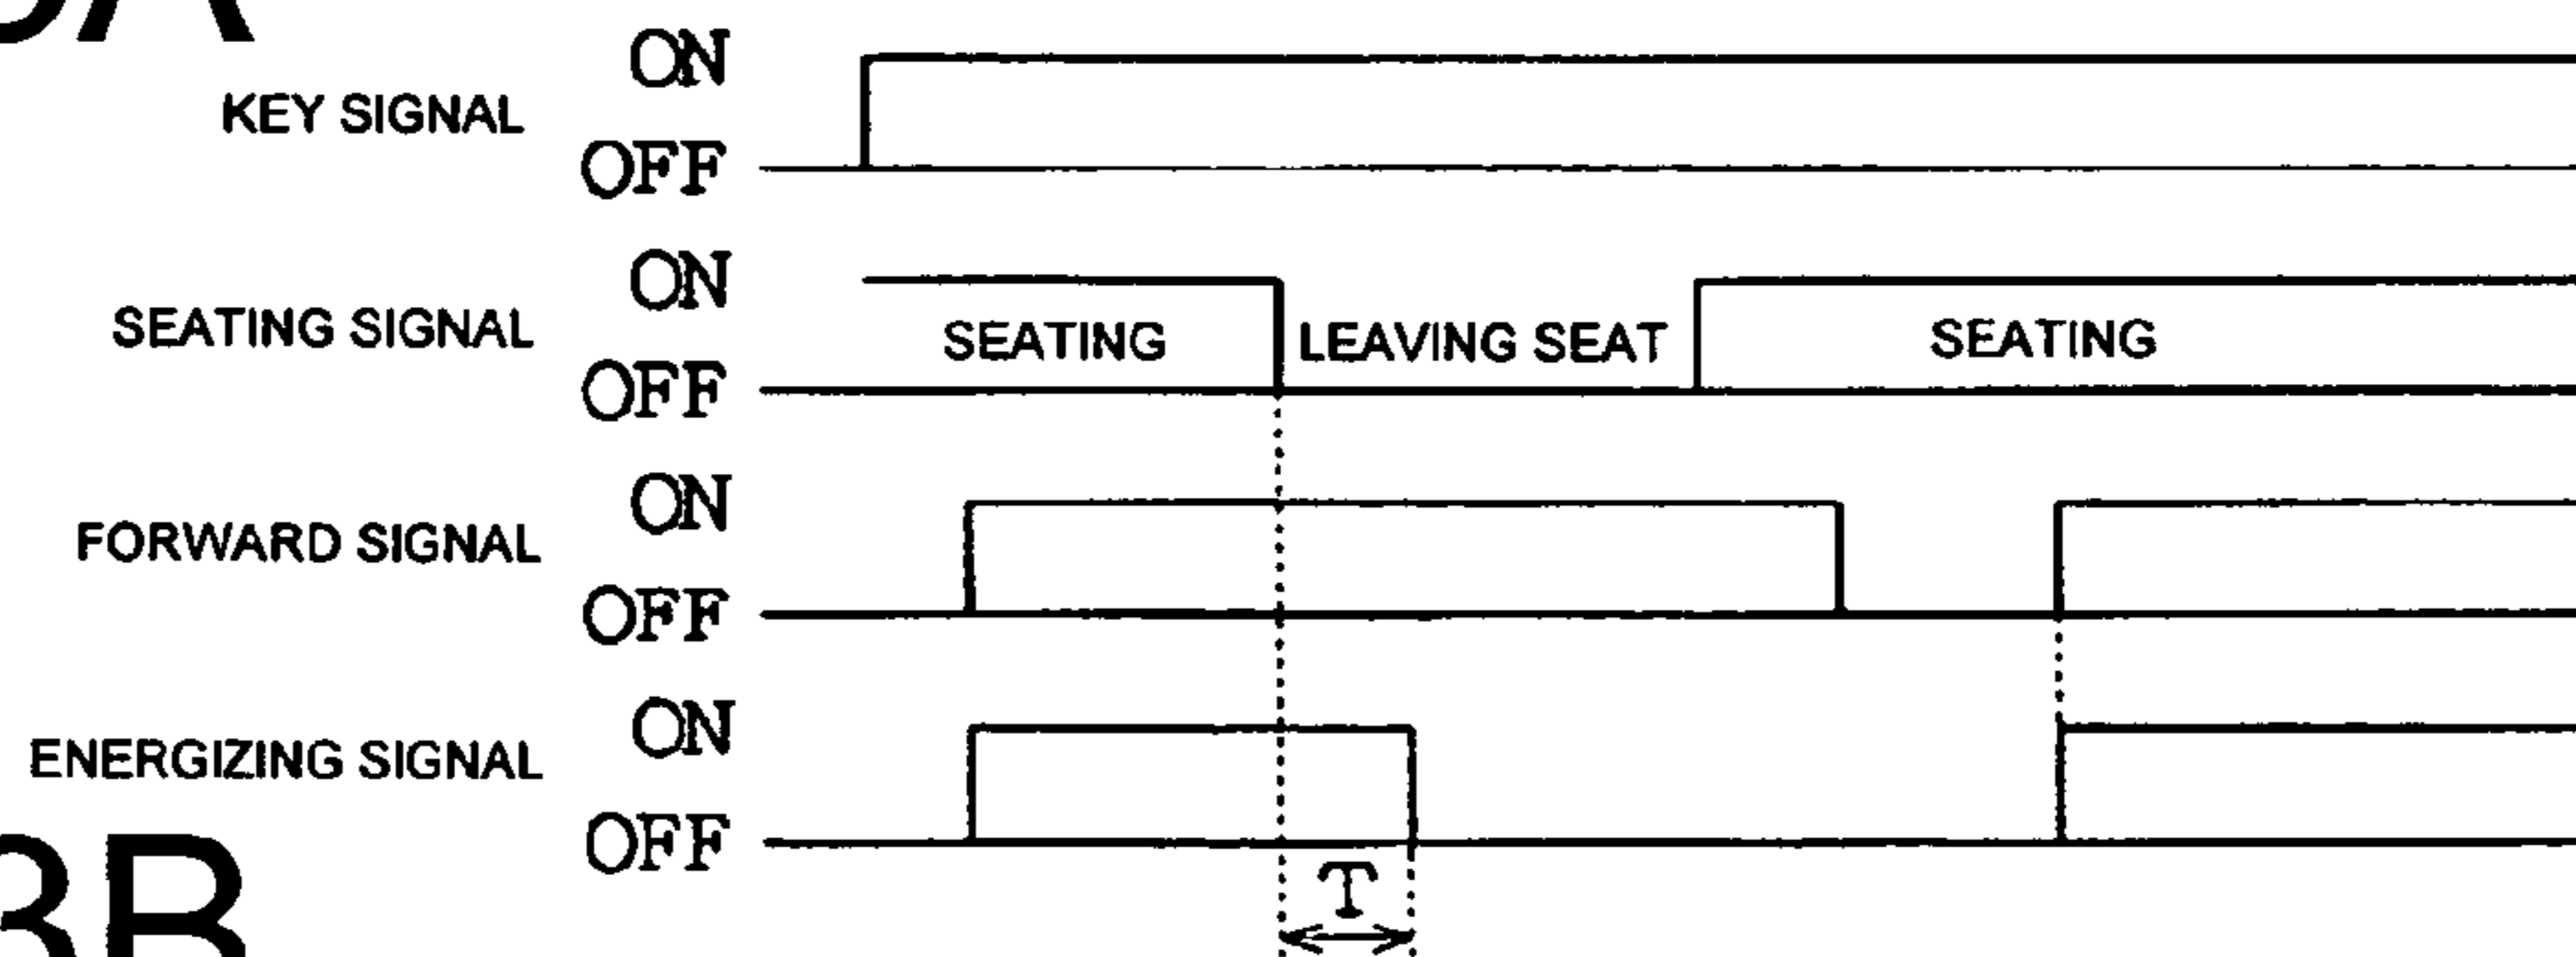 ON
KEY SIGNAL
OFF
ON
SEATING SIGNAL
SEATING LEAVING SEAT SEATING
OFF
ON
FORWARD SIGNAL
OFF
ON
ENERGIZING SIGNAL
OFF
T
3B